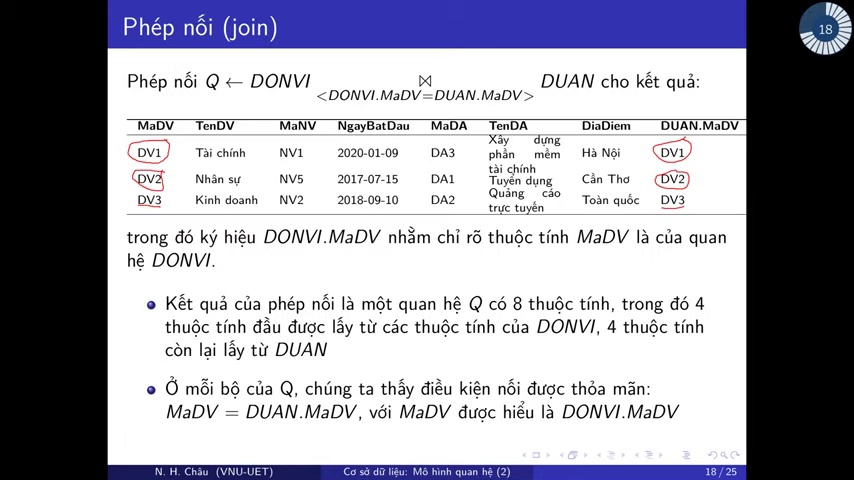 Phép nối (join)
18
Phép nối Q ← DONVI ⋈ <DONVI.MaDV=DUAN.MaDV> DUAN cho kết quả:
MaDV TenDV MaNV NgayBatDau MaDA TenDA DiaDiem DUAN.MaDV
DV1 Tài chính NV1 2020-01-09 DA3 Xây dựng phần mềm tài chính Hà Nội DV1
DV2 Nhân sự NV5 2017-07-15 DA1 Tuyển dụng Cần Thơ DV2
DV3 Kinh doanh NV2 2018-09-10 DA2 Quảng cáo trực tuyến Toàn quốc DV3
trong đó ký hiệu DONVI.MaDV nhằm chỉ rõ thuộc tính MaDV là của quan
hệ DONVI.
Kết quả của phép nối là một quan hệ Q có 8 thuộc tính, trong đó 4
thuộc tính đầu được lấy từ các thuộc tính của DONVI, 4 thuộc tính
còn lại lấy từ DUAN
Ở mỗi bộ của Q, chúng ta thấy điều kiện nối được thỏa mãn:
MaDV = DUAN.MaDV, với MaDV được hiểu là DONVI.MaDV
N. H. Châu (VNU-UET) Cơ sở dữ liệu: Mô hình quan hệ (2) 18 / 25